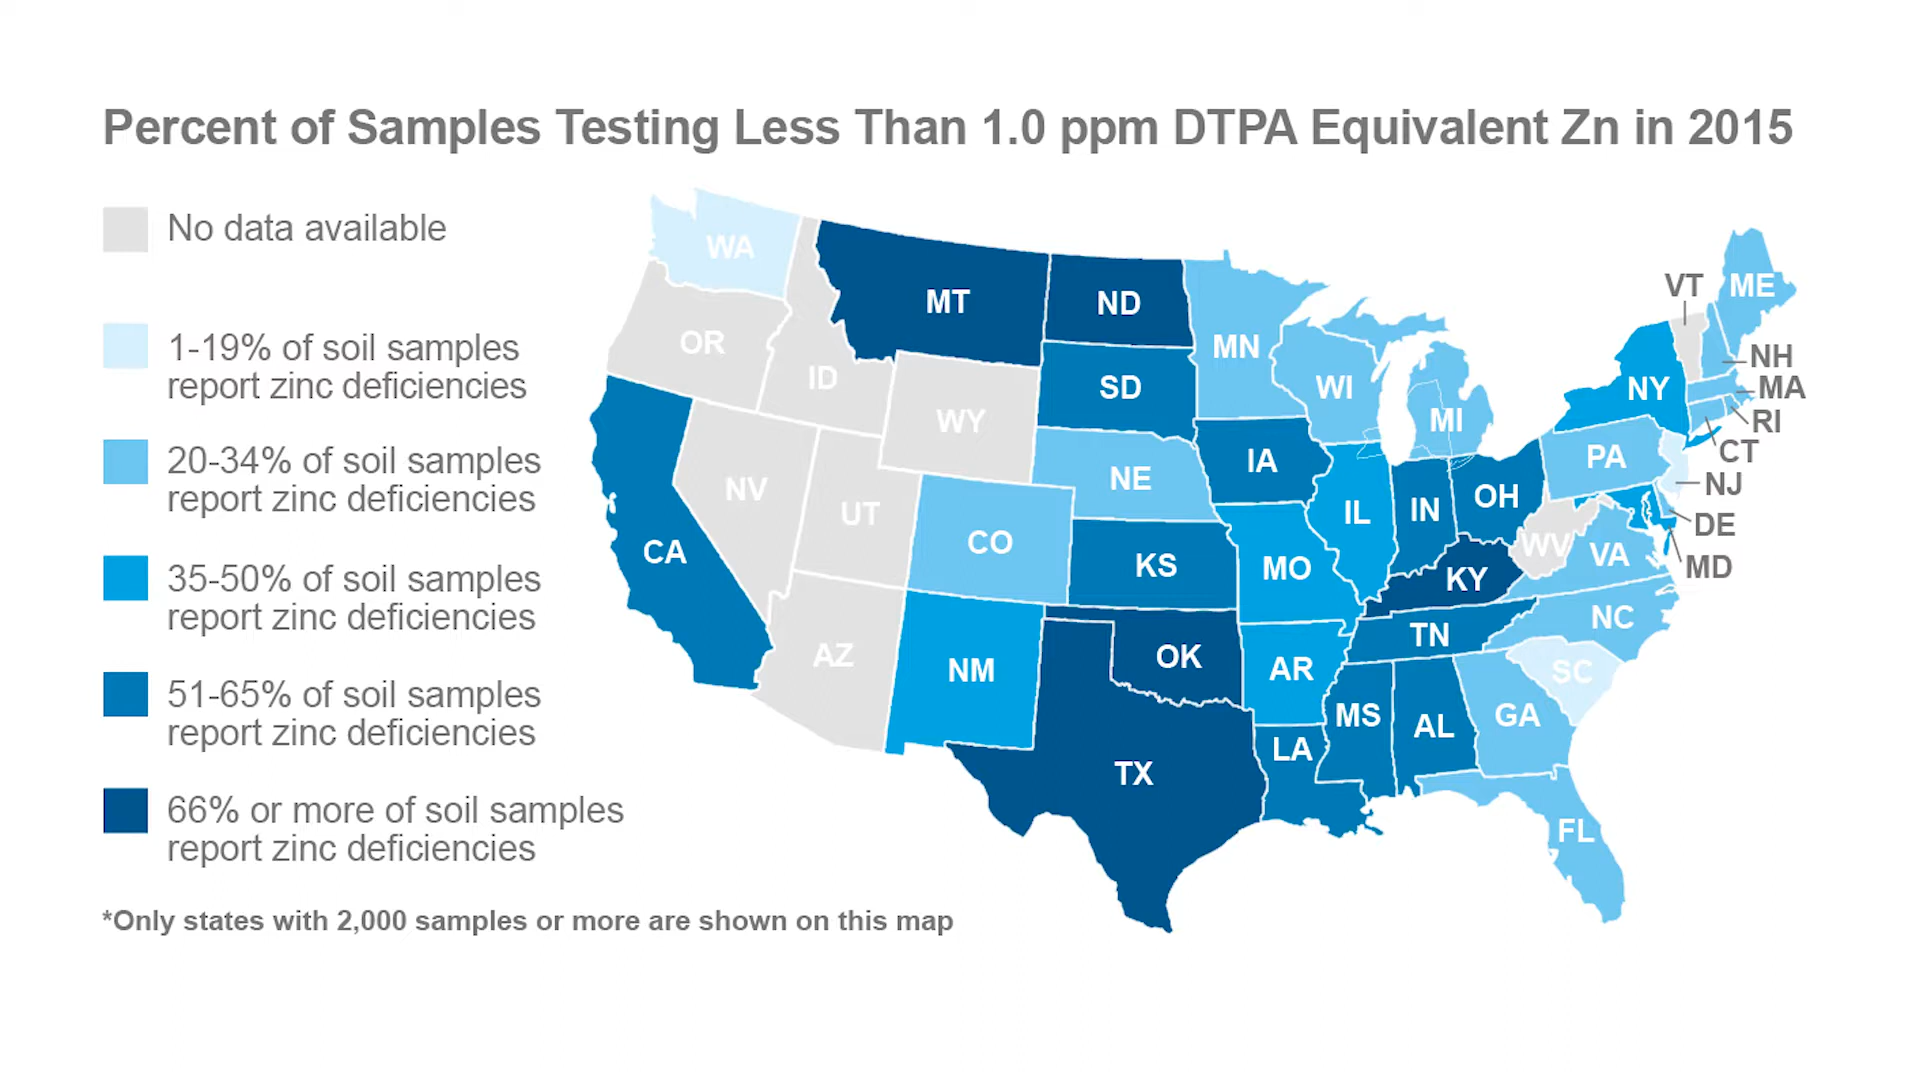 Percent of Samples Testing Less Than 1.0 ppm DTPA Equivalent Zn in 2015
No data available
1-19% of soil samples
report zinc deficiencies
20-34% of soil samples
report zinc deficiencies
35-50% of soil samples
report zinc deficiencies
51-65% of soil samples
report zinc deficiencies
66% or more of soil samples
report zinc deficiencies
*Only states with 2,000 samples or more are shown on this map
WA
MT
ND
MN
VT
ME
OR
ID
WY
SD
WI
MI
NY
NH
MA
RI
CT
NV
UT
CO
NE
IA
IL
IN
OH
PA
NJ
DE
MD
CA
KS
MO
KY
WV
VA
AZ
NM
OK
AR
TN
NC
SC
TX
LA
MS
AL
GA
FL